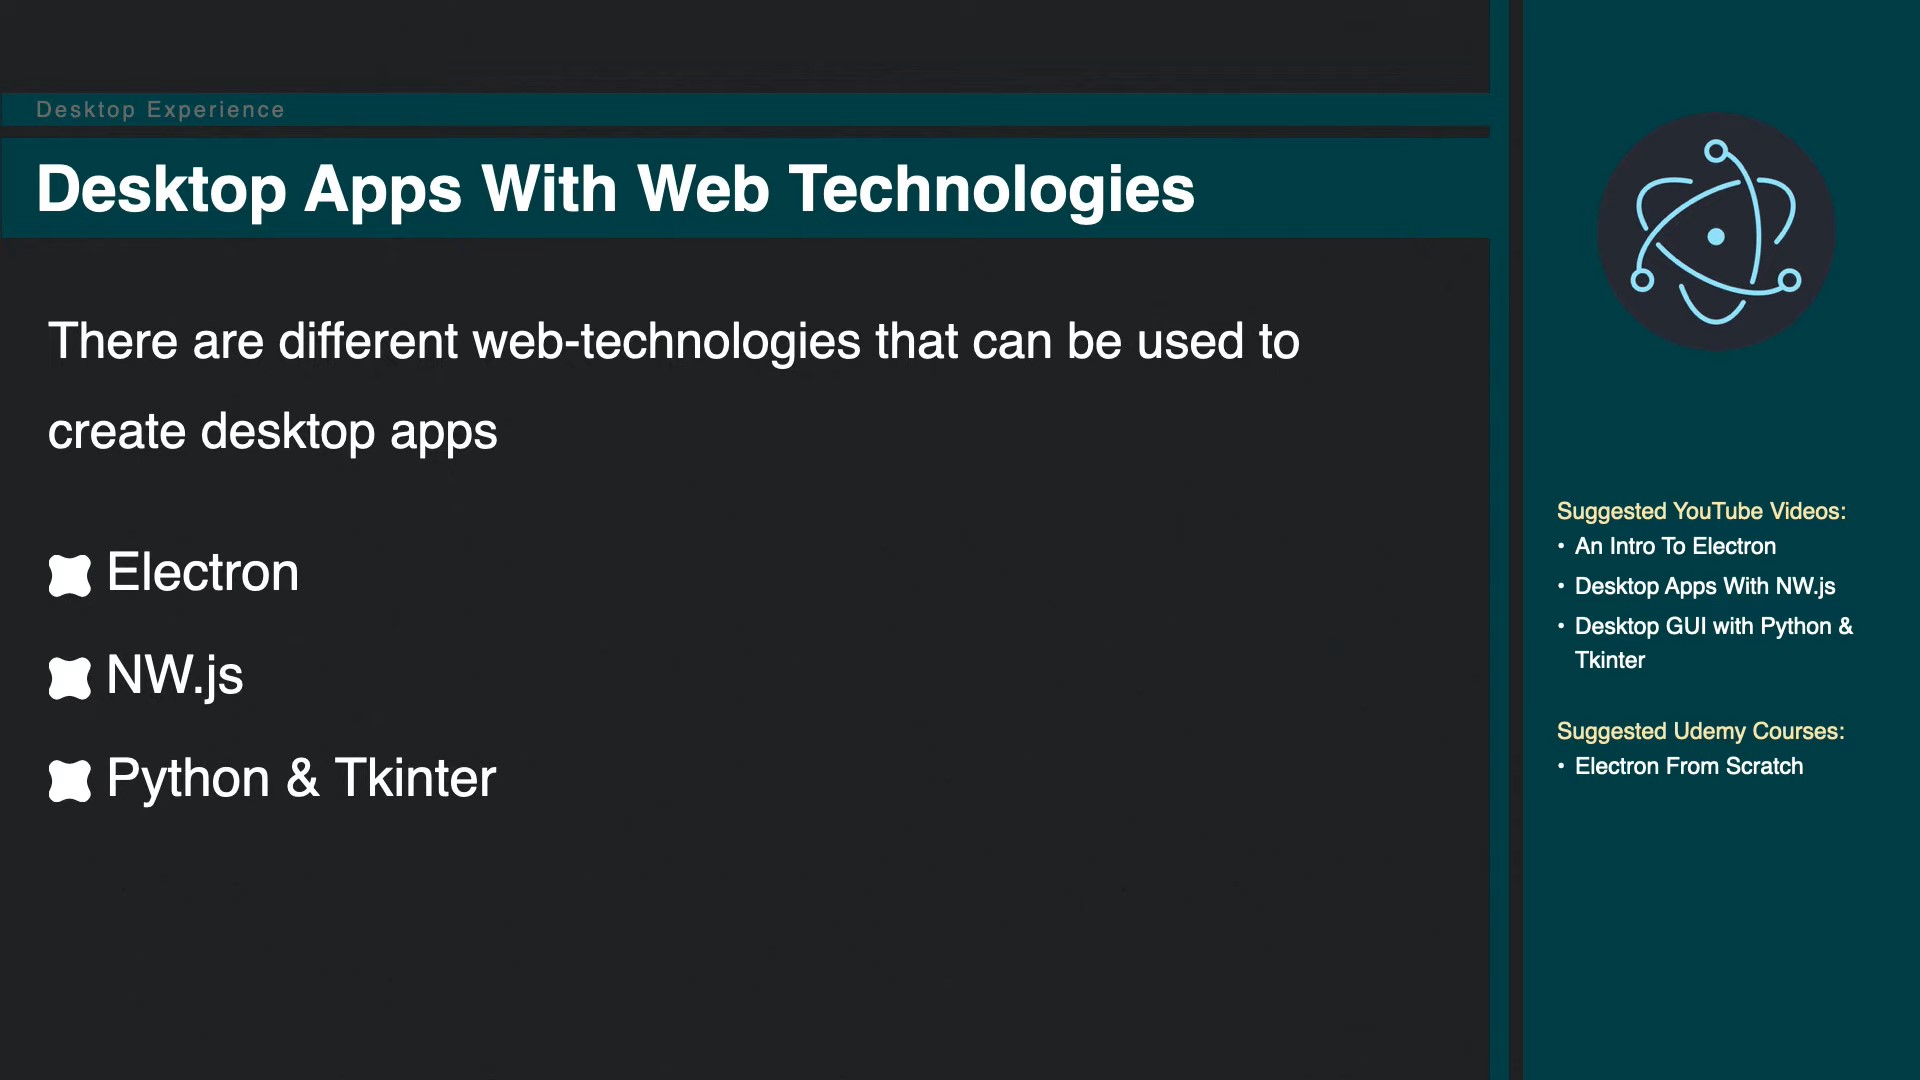 Desktop Experience
Desktop Apps With Web Technologies
There are different web-technologies that can be used to
create desktop apps
Electron
NW.js
Python & Tkinter
Suggested YouTube Videos:
• An Intro To Electron
• Desktop Apps With NW.js
• Desktop GUI with Python &
Tkinter
Suggested Udemy Courses:
• Electron From Scratch